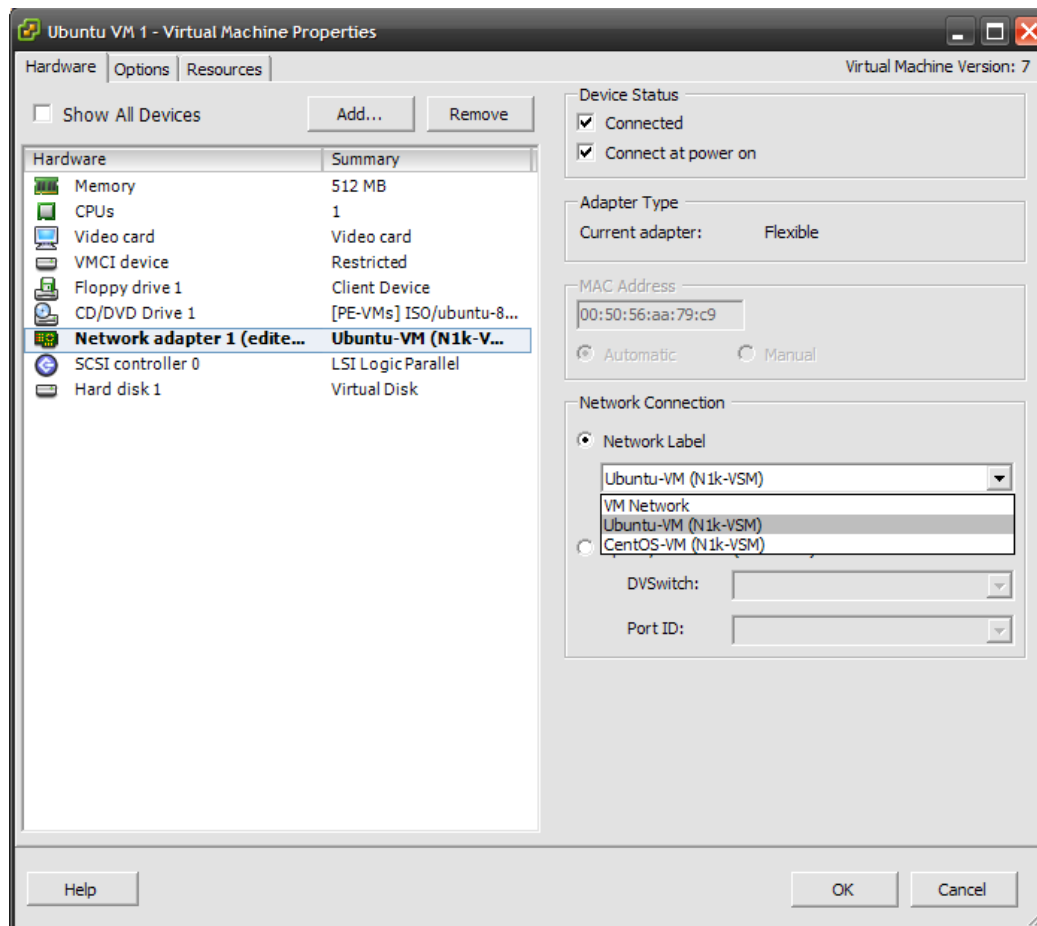 Ubuntu VM 1 - Virtual Machine Properties
Hardware Options Resources Virtual Machine Version: 7
Show All Devices Add... Remove
Hardware Summary
Memory 512 MB
CPUs 1
Video card Video card
VMCI device Restricted
Floppy drive 1 Client Device
CD/DVD Drive 1 [PE-VMs] ISO/ubuntu-8...
Network adapter 1 (edite... Ubuntu-VM (N1k-V...
SCSI controller 0 LSI Logic Parallel
Hard disk 1 Virtual Disk
Device Status
Connected
Connect at power on
Adapter Type
Current adapter: Flexible
MAC Address
00:50:56:aa:79:c9
Automatic Manual
Network Connection
Network Label
Ubuntu-VM (N1k-VSM)
VM Network
Ubuntu-VM (N1k-VSM)
CentOS-VM (N1k-VSM)
DVSwitch:
Port ID:
Help OK Cancel